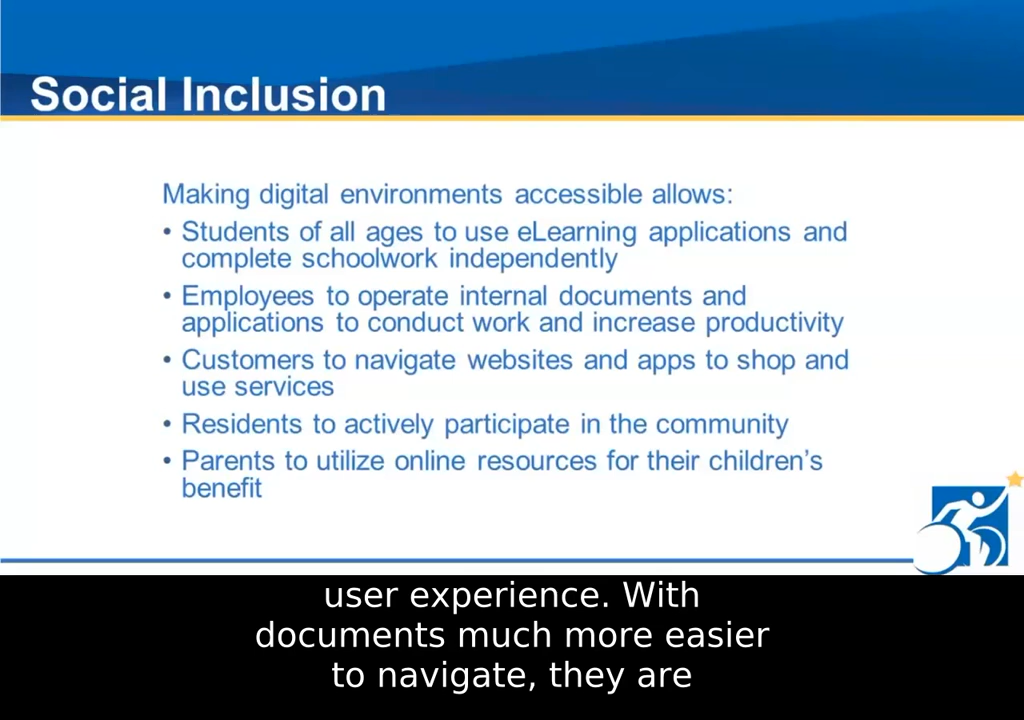 Social Inclusion
Making digital environments accessible allows:
• Students of all ages to use eLearning applications and
complete schoolwork independently
• Employees to operate internal documents and
applications to conduct work and increase productivity
• Customers to navigate websites and apps to shop and
use services
• Residents to actively participate in the community
• Parents to utilize online resources for their children’s
benefit
user experience. With
documents much more easier
to navigate, they are